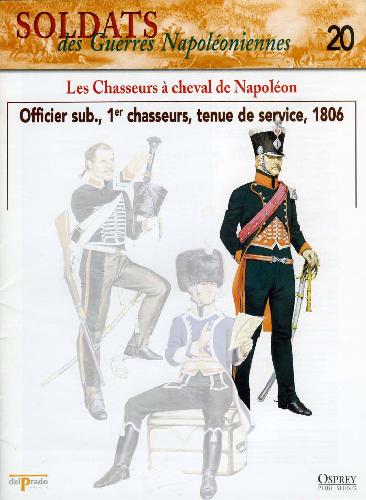 SOLDATS
des Guerres Napoléoniennes
20
Les Chasseurs à cheval de Napoléon
Officier sub., 1er chasseurs, tenue de service, 1806
delPrado
OSPREY
PUBLISHING